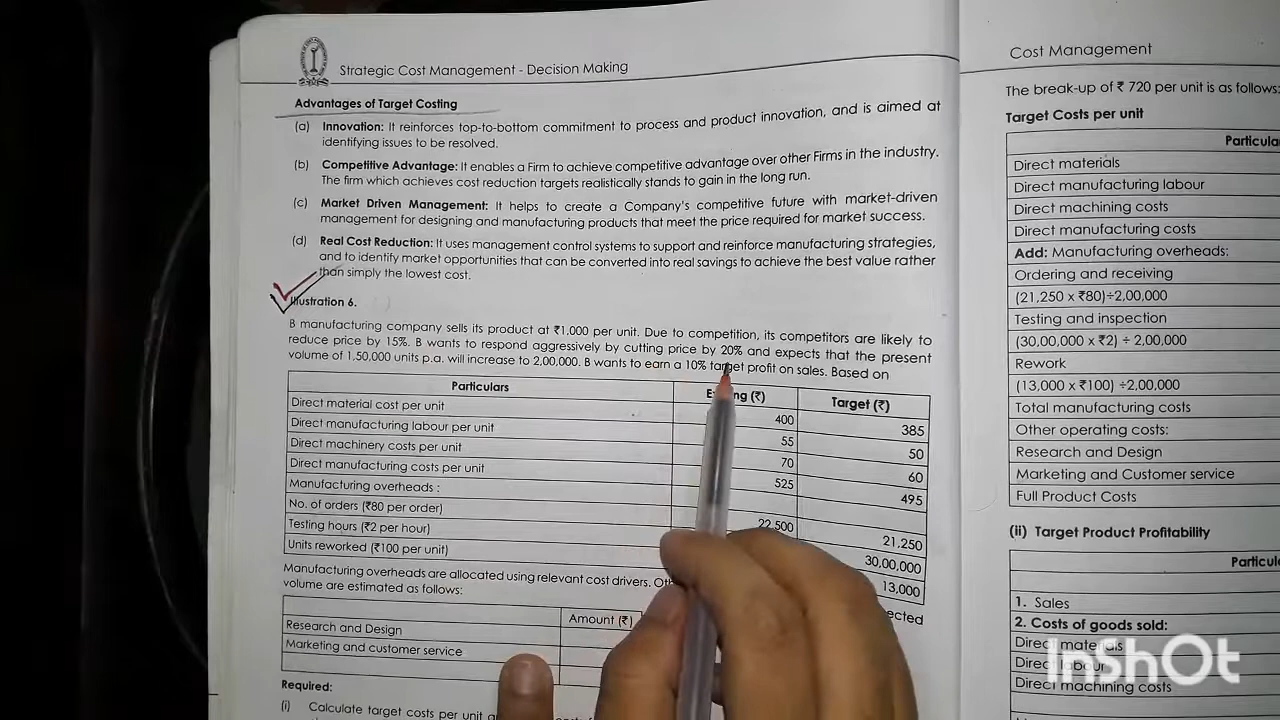 Strategic Cost Management - Decision Making
Advantages of Target Costing
(a) Innovation: It reinforces top-to-bottom commitment to process and product innovation, and is aimed at
identifying issues to be resolved.
(b) Competitive Advantage: It enables a Firm to achieve competitive advantage over other Firms in the industry.
The firm which achieves cost reduction targets realistically stands to gain in the long run.
(c) Market Driven Management: It helps to create a Company's competitive future with market-driven
management for designing and manufacturing products that meet the price required for market success.
(d) Real Cost Reduction: It uses management control systems to support and reinforce manufacturing strategies,
and to identify market opportunities that can be converted into real savings to achieve the best value rather
than simply the lowest cost.
Illustration 6.
B manufacturing company sells its product at ₹1,000 per unit. Due to competition, its competitors are likely to
reduce price by 15%. B wants to respond aggressively by cutting price by 20% and expects that the present
volume of 1,50,000 units p.a. will increase to 2,00,000. B wants to earn a 10% target profit on sales. Based on
Particulars (₹) Target (₹)
Direct material cost per unit 400 385
Direct manufacturing labour per unit 55 50
Direct machinery costs per unit 70 60
Direct manufacturing costs per unit 525 495
Manufacturing overheads :
No. of orders (₹80 per order) 22,500 21,250
Testing hours (₹2 per hour) 30,00,000
Units reworked (₹100 per unit) 13,000
Manufacturing overheads are allocated using relevant cost drivers.
volume are estimated as follows:
Amount (₹)
Research and Design
Marketing and customer service
Required:
(i) Calculate target costs per unit
Cost Management
The break-up of ₹ 720 per unit is as follows:
Target Costs per unit
Direct materials
Direct manufacturing labour
Direct machining costs
Direct manufacturing costs
Add: Manufacturing overheads:
Ordering and receiving
(21,250 x ₹80)÷2,00,000
Testing and inspection
(30,00,000 x ₹2) ÷ 2,00,000
Rework
(13,000 x ₹100) ÷2,00,000
Total manufacturing costs
Other operating costs:
Research and Design
Marketing and Customer service
Full Product Costs
(ii) Target Product Profitability
1. Sales
2. Costs of goods sold:
Direct materials
Direct labour
Direct machining costs
InShOt